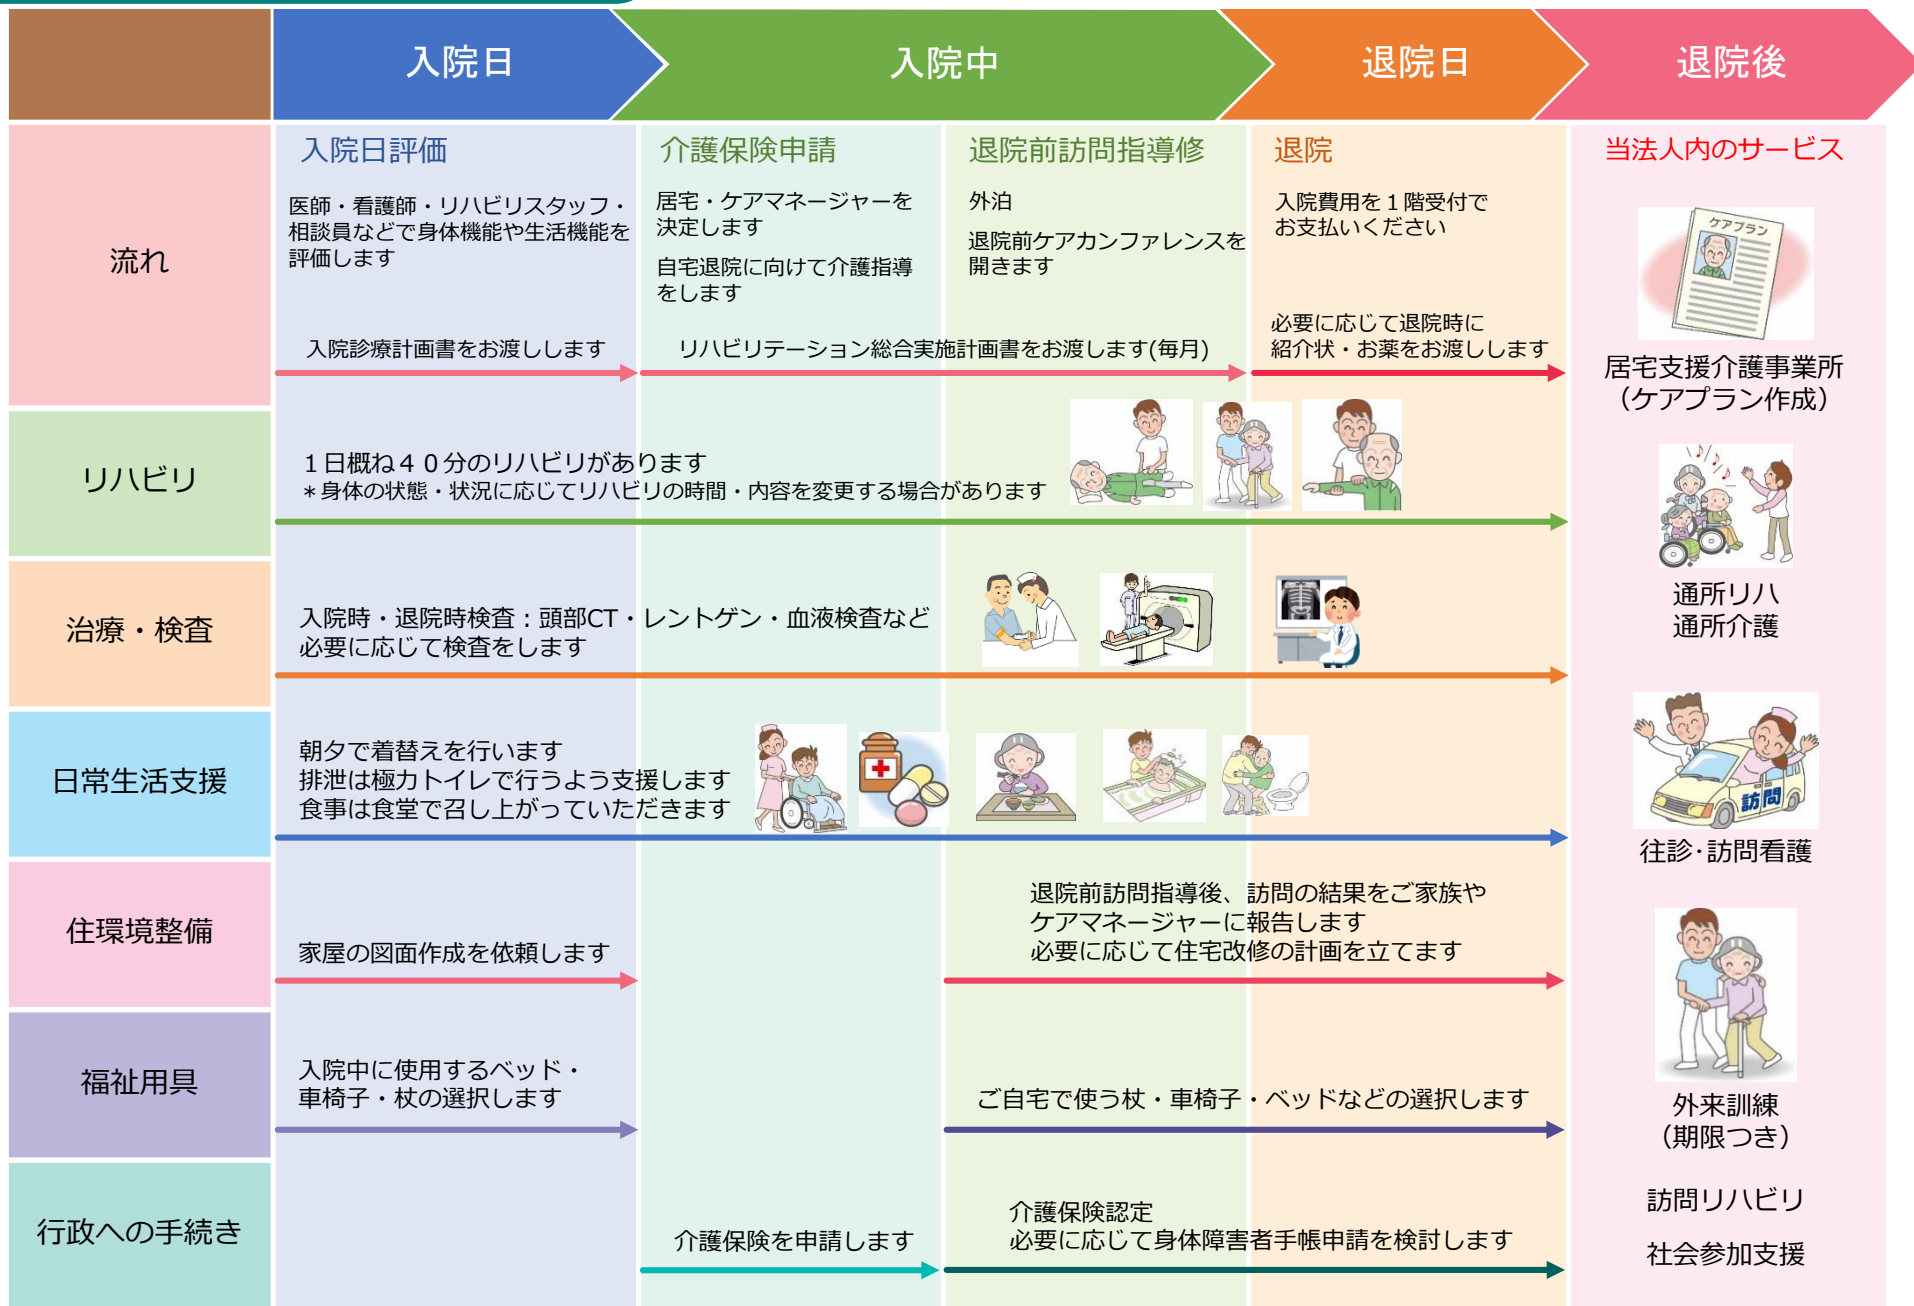 入院日
入院中
退院日
退院後
流れ
入院日評価
医師・看護師・リハビリスタッフ・
相談員などで身体機能や生活機能を
評価します
入院診療計画書をお渡しします
介護保険申請
居宅・ケアマネージャーを
決定します
自宅退院に向けて介護指導
をします
退院前訪問指導修
外泊
退院前ケアカンファレンスを
開きます
リハビリテーション総合実施計画書をお渡します(毎月)
退院
入院費用を１階受付で
お支払いください
必要に応じて退院時に
紹介状・お薬をお渡しします
当法人内のサービス
ケアプラン
居宅支援介護事業所
（ケアプラン作成）
リハビリ
１日概ね４０分のリハビリがあります
＊身体の状態・状況に応じてリハビリの時間・内容を変更する場合があります
通所リハ
通所介護
治療・検査
入院時・退院時検査：頭部CT・レントゲン・血液検査など
必要に応じて検査をします
日常生活支援
朝夕で着替えを行います
排泄は極力トイレで行うよう支援します
食事は食堂で召し上がっていただきます
訪問
往診･訪問看護
住環境整備
家屋の図面作成を依頼します
退院前訪問指導後、訪問の結果をご家族や
ケアマネージャーに報告します
必要に応じて住宅改修の計画を立てます
福祉用具
入院中に使用するベッド・
車椅子・杖の選択します
ご自宅で使う杖・車椅子・ベッドなどの選択します
外来訓練
（期限つき）
行政への手続き
介護保険を申請します
介護保険認定
必要に応じて身体障害者手帳申請を検討します
訪問リハビリ
社会参加支援